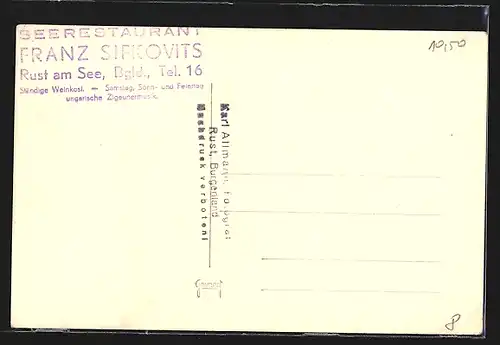 SEERESTAURANT
FRANZ SIFKOVITS
Rust am See, Bgld., Tel. 16
Ständige Weinkost. — Samstag, Sonn- und Feiertag
ungarische Zigeunermusik.
10,50
Karl Allmann,
Rust, Burgenland
Nachdruck verboten!
8